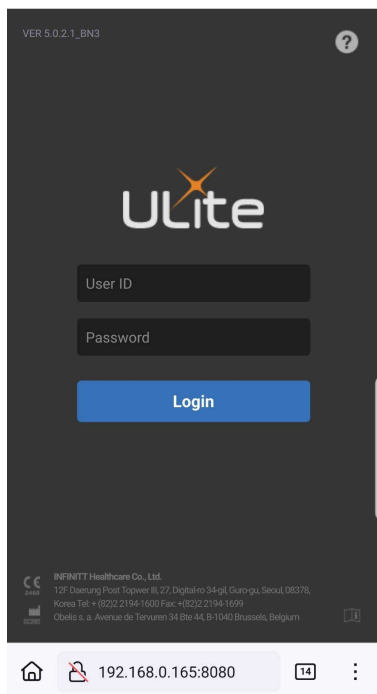 VER 5.0.2.1_BN3
?
ULite
User ID
Password
Login
INFINITT Healthcare Co., Ltd.
12F Daerung Post Topwer III, 27, Digital-ro 34-gil, Guro-gu, Seoul, 08378,
Korea Tel: + (82)2 2194-1600 Fax: +(82)2 2194-1699
Obelis s. a. Avenue de Tervuren 34 Bte 44, B-1040 Brussels, Belgium
CE
2460
192.168.0.165:8080
14